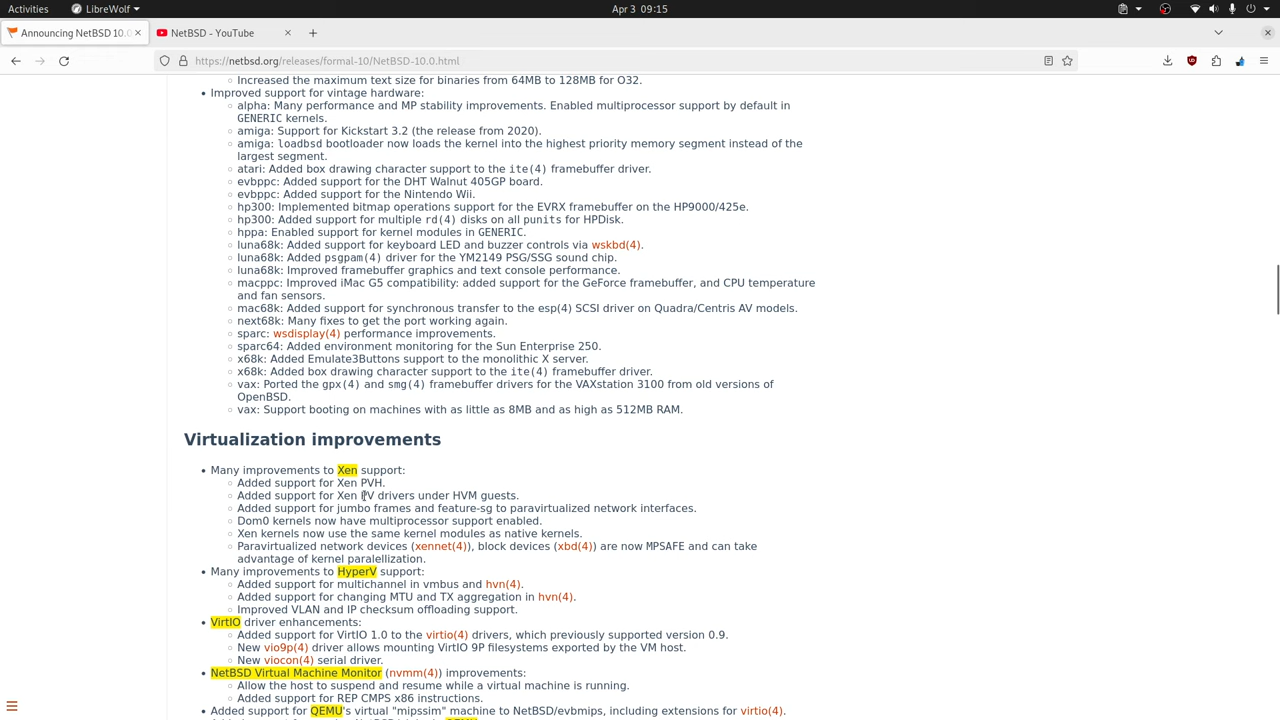 Activities
LibreWolf
Apr 3 09:15
Announcing NetBSD 10.0
NetBSD - YouTube
https://netbsd.org/releases/formal-10/NetBSD-10.0.html
Increased the maximum text size for binaries from 64MB to 128MB for O32.
Improved support for vintage hardware:
alpha: Many performance and MP stability improvements. Enabled multiprocessor support by default in
GENERIC kernels.
amiga: Support for Kickstart 3.2 (the release from 2020).
amiga: loadbsd bootloader now loads the kernel into the highest priority memory segment instead of the
largest segment.
atari: Added box drawing character support to the ite(4) framebuffer driver.
evbppc: Added support for the DHT Walnut 405GP board.
evbppc: Added support for the Nintendo Wii.
hp300: Implemented bitmap operations support for the EVRX framebuffer on the HP9000/425e.
hp300: Added support for multiple rd(4) disks on all punits for HPDisk.
hppa: Enabled support for kernel modules in GENERIC.
luna68k: Added support for keyboard LED and buzzer controls via wskbd(4).
luna68k: Added psgpam(4) driver for the YM2149 PSG/SSG sound chip.
luna68k: Improved framebuffer graphics and text console performance.
macppc: Improved iMac G5 compatibility: added support for the GeForce framebuffer, and CPU temperature
and fan sensors.
mac68k: Added support for synchronous transfer to the esp(4) SCSI driver on Quadra/Centris AV models.
next68k: Many fixes to get the port working again.
sparc: wsdisplay(4) performance improvements.
sparc64: Added environment monitoring for the Sun Enterprise 250.
x68k: Added Emulate3Buttons support to the monolithic X server.
x68k: Added box drawing character support to the ite(4) framebuffer driver.
vax: Ported the gpx(4) and smg(4) framebuffer drivers for the VAXstation 3100 from old versions of
OpenBSD.
vax: Support booting on machines with as little as 8MB and as high as 512MB RAM.
Virtualization improvements
Many improvements to Xen support:
Added support for Xen PVH.
Added support for Xen PV drivers under HVM guests.
Added support for jumbo frames and feature-sg to paravirtualized network interfaces.
Dom0 kernels now have multiprocessor support enabled.
Xen kernels now use the same kernel modules as native kernels.
Paravirtualized network devices (xennet(4)), block devices (xbd(4)) are now MPSAFE and can take
advantage of kernel paralellization.
Many improvements to HyperV support:
Added support for multichannel in vmbus and hvn(4).
Added support for changing MTU and TX aggregation in hvn(4).
Improved VLAN and IP checksum offloading support.
VirtIO driver enhancements:
Added support for VirtIO 1.0 to the virtio(4) drivers, which previously supported version 0.9.
New vio9p(4) driver allows mounting VirtIO 9P filesystems exported by the VM host.
New viocon(4) serial driver.
NetBSD Virtual Machine Monitor (nvmm(4)) improvements:
Allow the host to suspend and resume while a virtual machine is running.
Added support for REP CMPS x86 instructions.
Added support for QEMU's virtual "mipssim" machine to NetBSD/evbmips, including extensions for virtio(4).